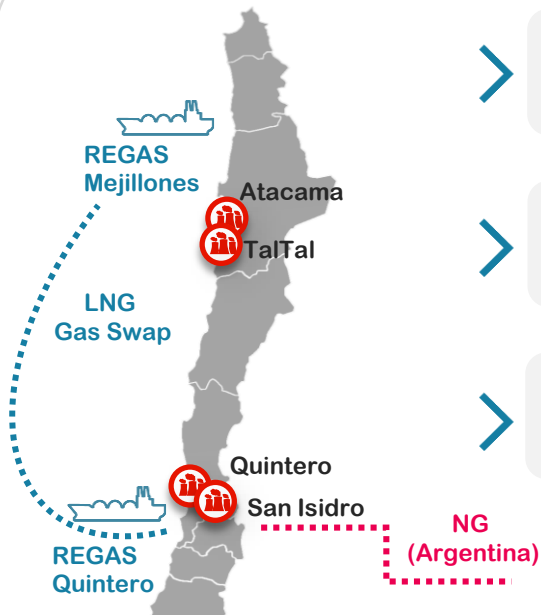 REGAS
Mejillones
Atacama
TalTal
LNG
Gas Swap
Quintero
San Isidro
REGAS
Quintero
NG
(Argentina)